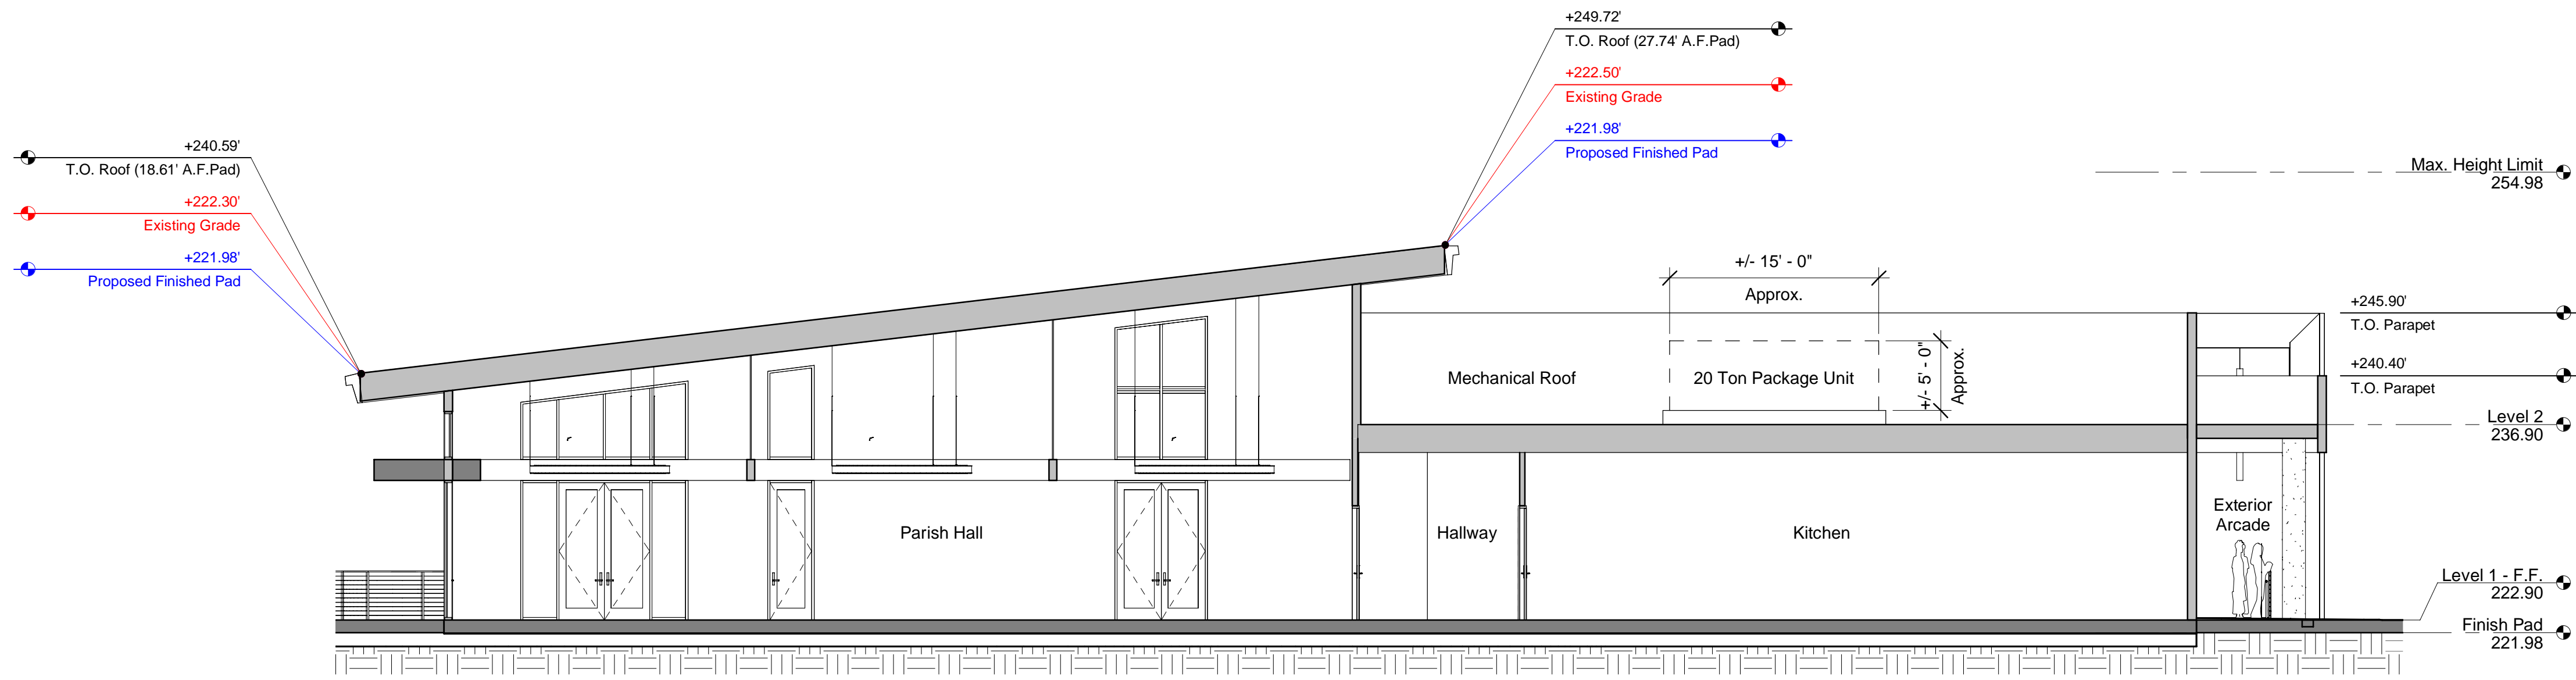 +249.72'
T.O. Roof (27.74' A.F.Pad)
+222.50'
Existing Grade
+221.98'
Proposed Finished Pad
+240.59'
T.O. Roof (18.61' A.F.Pad)
+222.30'
Existing Grade
+221.98'
Proposed Finished Pad
Max. Height Limit
254.98
+/- 15' - 0"
Approx.
+/- 5' - 0"
Approx.
Mechanical Roof
20 Ton Package Unit
+245.90'
T.O. Parapet
+240.40'
T.O. Parapet
Level 2
236.90
Parish Hall
Hallway
Kitchen
Exterior
Arcade
Level 1 - F.F.
222.90
Finish Pad
221.98